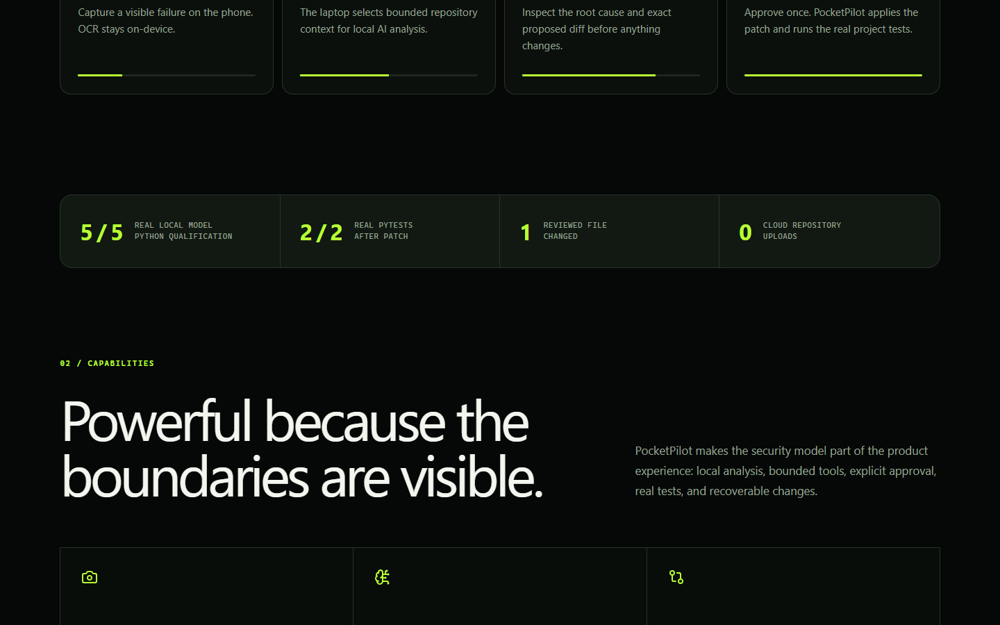 Capture a visible failure on the phone.
OCR stays on-device.
The laptop selects bounded repository
context for local AI analysis.
Inspect the root cause and exact
proposed diff before anything
changes.
Approve once. PocketPilot applies the
patch and runs the real project tests.
5/5
REAL LOCAL MODEL
PYTHON QUALIFICATION
2/2
REAL PYTESTS
AFTER PATCH
1
REVIEWED FILE
CHANGED
0
CLOUD REPOSITORY
UPLOADS
02 / CAPABILITIES
Powerful because the
boundaries are visible.
PocketPilot makes the security model part of the product
experience: local analysis, bounded tools, explicit approval,
real tests, and recoverable changes.